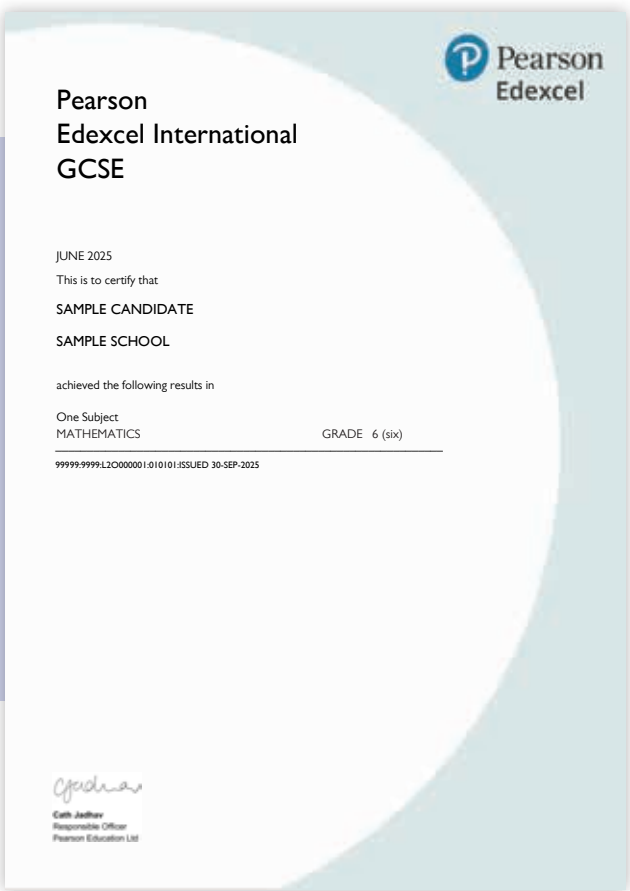 Pearson
Edexcel
Pearson
Edexcel International
GCSE
JUNE 2025
This is to certify that
SAMPLE CANDIDATE
SAMPLE SCHOOL
achieved the following results in
One Subject
MATHEMATICS GRADE 6 (six)
99999:9999:L2O000001:010101:ISSUED 30-SEP-2025
Cath Jadhav
Responsible Officer
Pearson Education Ltd